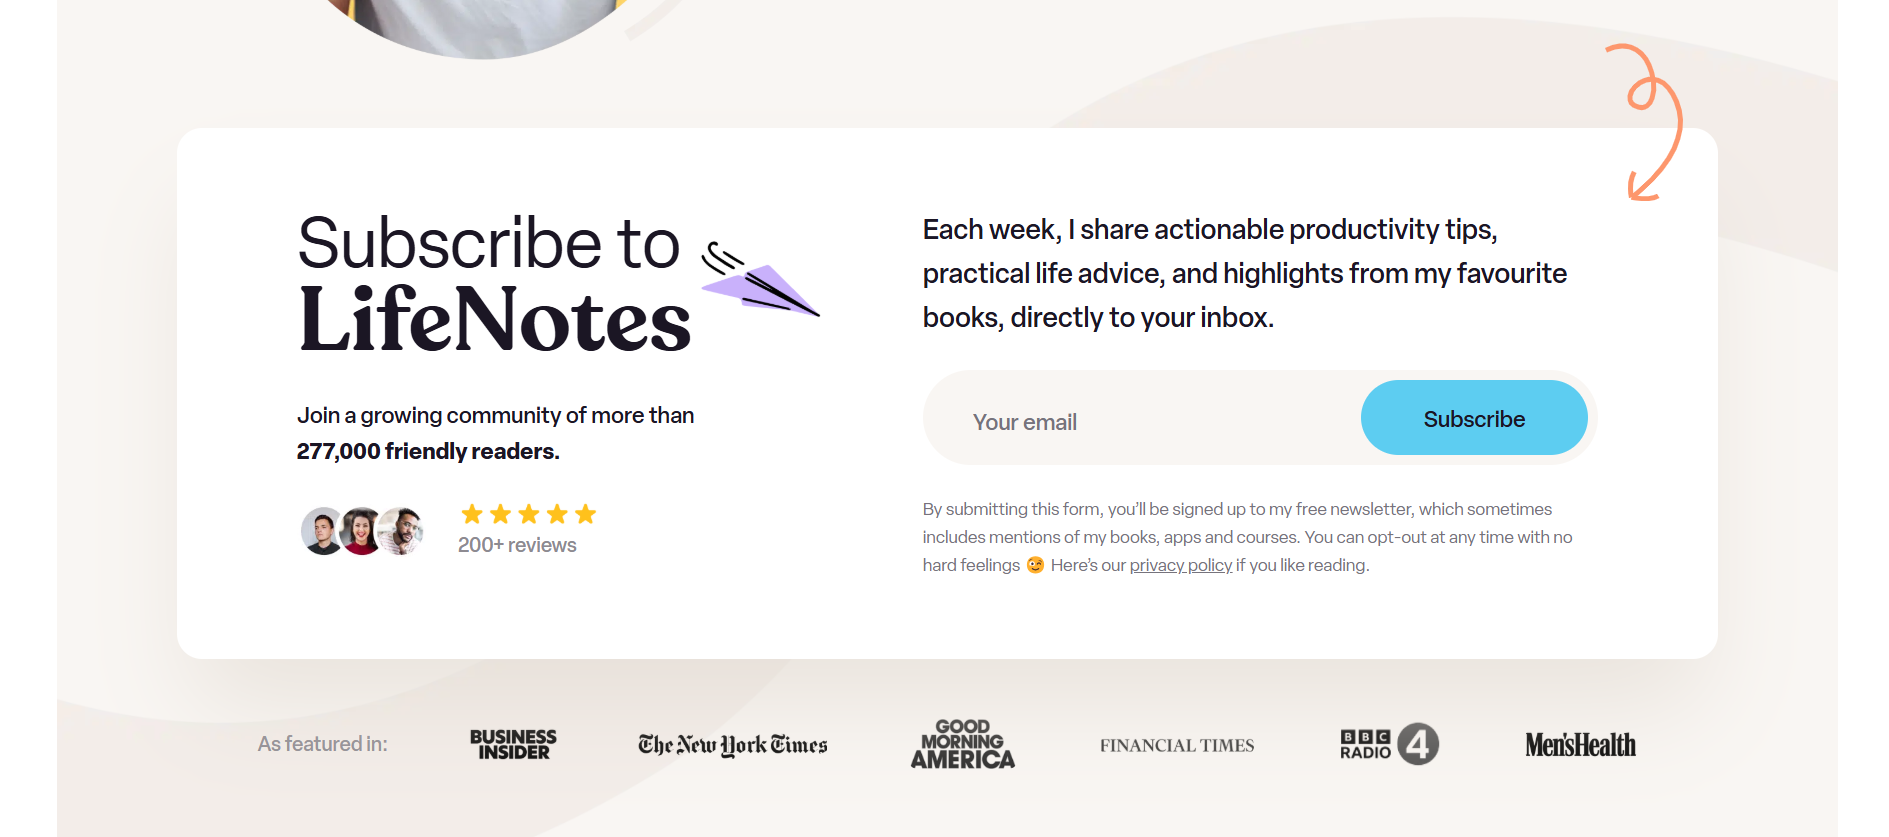 Subscribe to
LifeNotes
Join a growing community of more than
277,000 friendly readers.
200+ reviews
Each week, I share actionable productivity tips,
practical life advice, and highlights from my favourite
books, directly to your inbox.
Your email
Subscribe
By submitting this form, you’ll be signed up to my free newsletter, which sometimes
includes mentions of my books, apps and courses. You can opt-out at any time with no
hard feelings 😉 Here’s our privacy policy if you like reading.
As featured in:
BUSINESS
INSIDER
The New York Times
GOOD
MORNING
AMERICA
FINANCIAL TIMES
BBC
RADIO 4
Men'sHealth